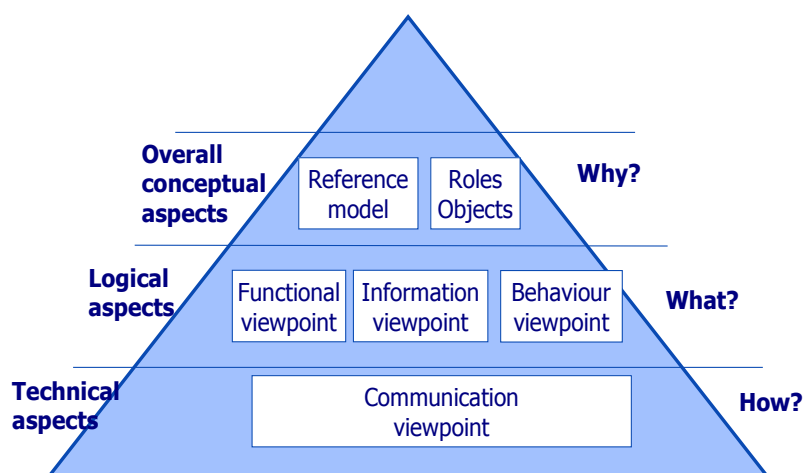 Overall
conceptual
aspects
Reference
model
Roles
Objects
Why?
Logical
aspects
Functional
viewpoint
Information
viewpoint
Behaviour
viewpoint
What?
Technical
aspects
Communication
viewpoint
How?